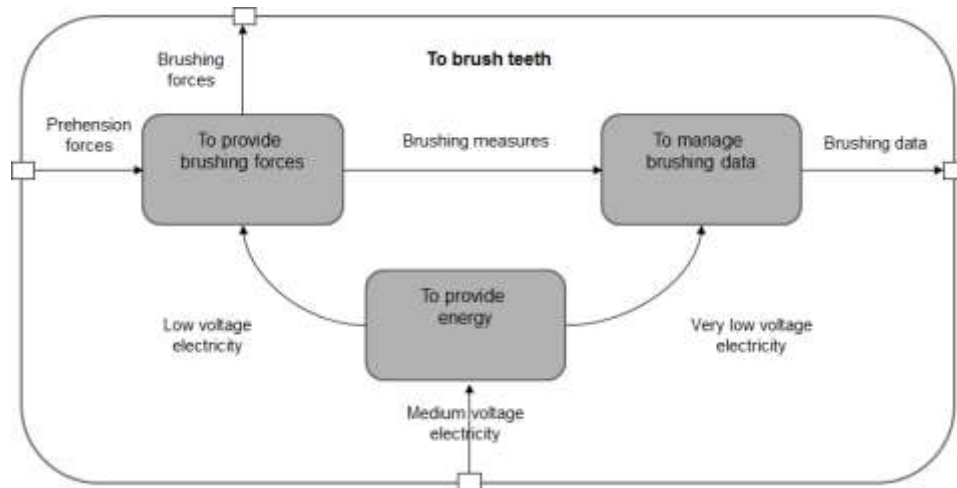 Brushing
forces
To brush teeth
Prehension
forces
To provide
brushing forces
Brushing measures
To manage
brushing data
Brushing data
To provide
energy
Low voltage
electricity
Very low voltage
electricity
Medium voltage
electricity